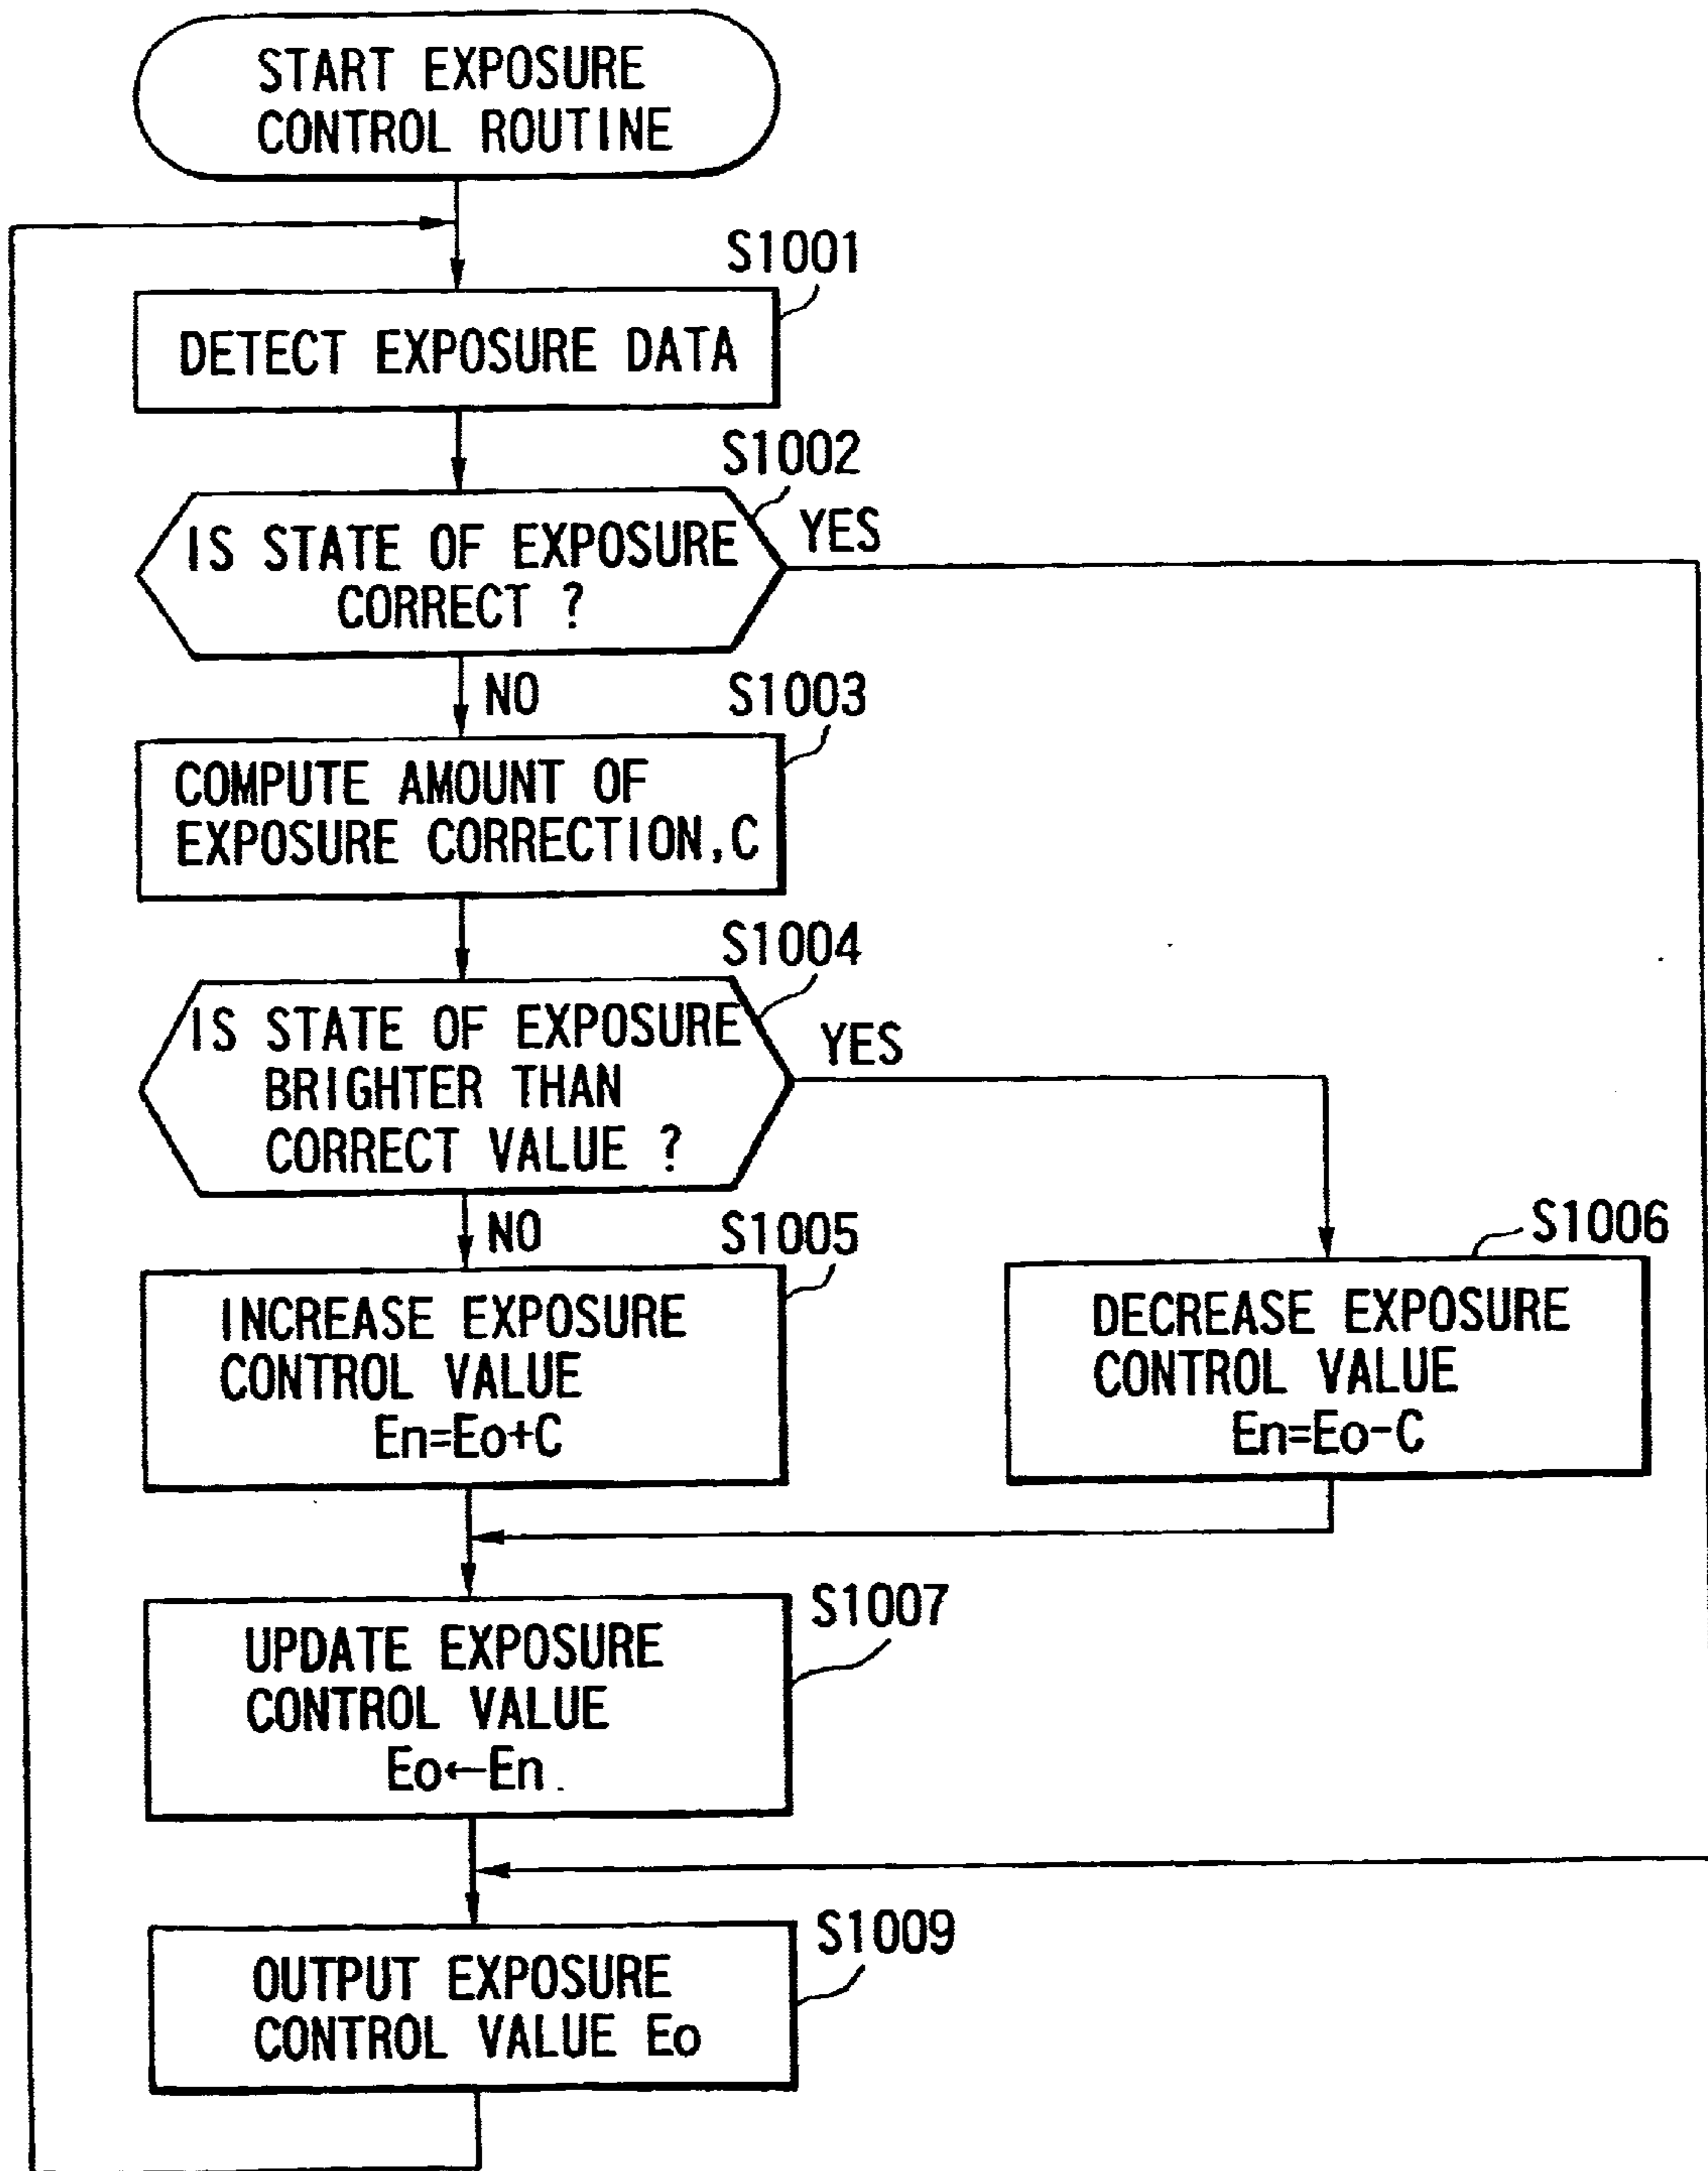 START EXPOSURE
CONTROL ROUTINE
S1001
DETECT EXPOSURE DATA
S1002
IS STATE OF EXPOSURE
CORRECT ?
YES
NO
S1003
COMPUTE AMOUNT OF
EXPOSURE CORRECTION,C
S1004
IS STATE OF EXPOSURE
BRIGHTER THAN
CORRECT VALUE ?
YES
NO
S1005
INCREASE EXPOSURE
CONTROL VALUE
En=Eo+C
S1006
DECREASE EXPOSURE
CONTROL VALUE
En=Eo-C
S1007
UPDATE EXPOSURE
CONTROL VALUE
Eo←En
S1009
OUTPUT EXPOSURE
CONTROL VALUE Eo